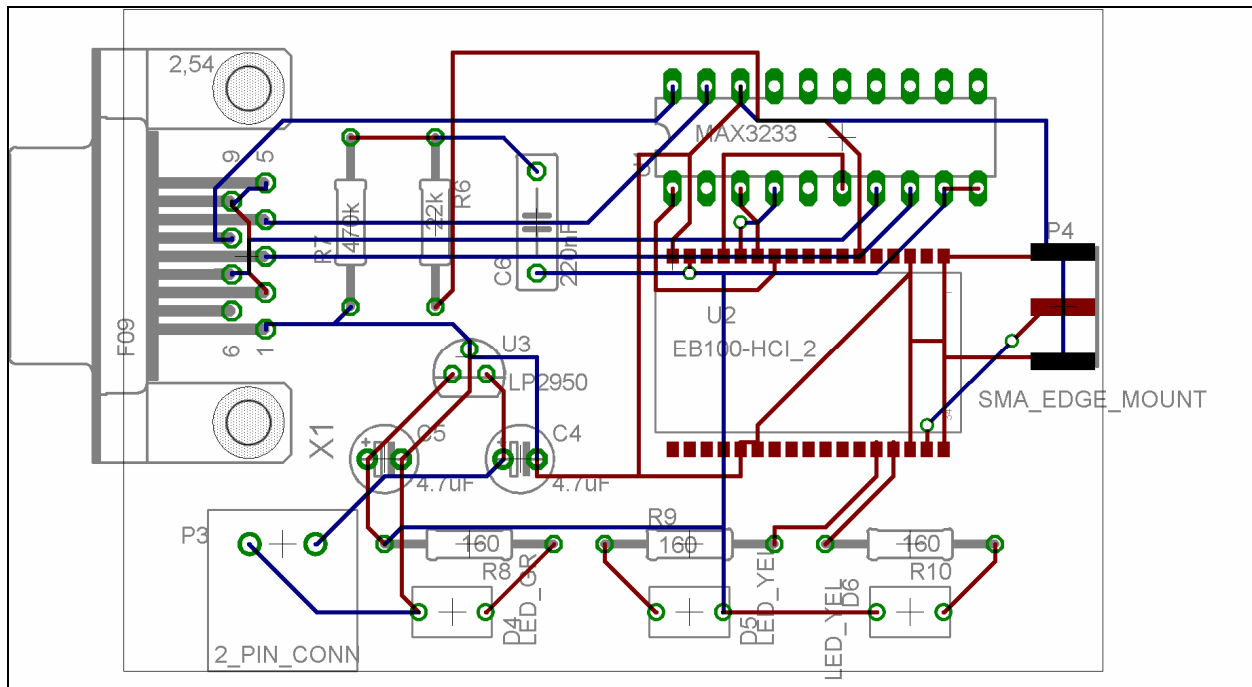 2,54
MAX3233
9
5
R7
470k
22k
R6
C6
220nF
P4
F09
6
1
U3
LP2950
U2
EB100-HCI_2
SMA_EDGE_MOUNT
X1
C5
4.7uF
C4
4.7uF
P3
R9
160
160
160
R8
R10
LED_GR
D4
LED_YEL
D5
LED_YEL
D6
2_PIN_CONN